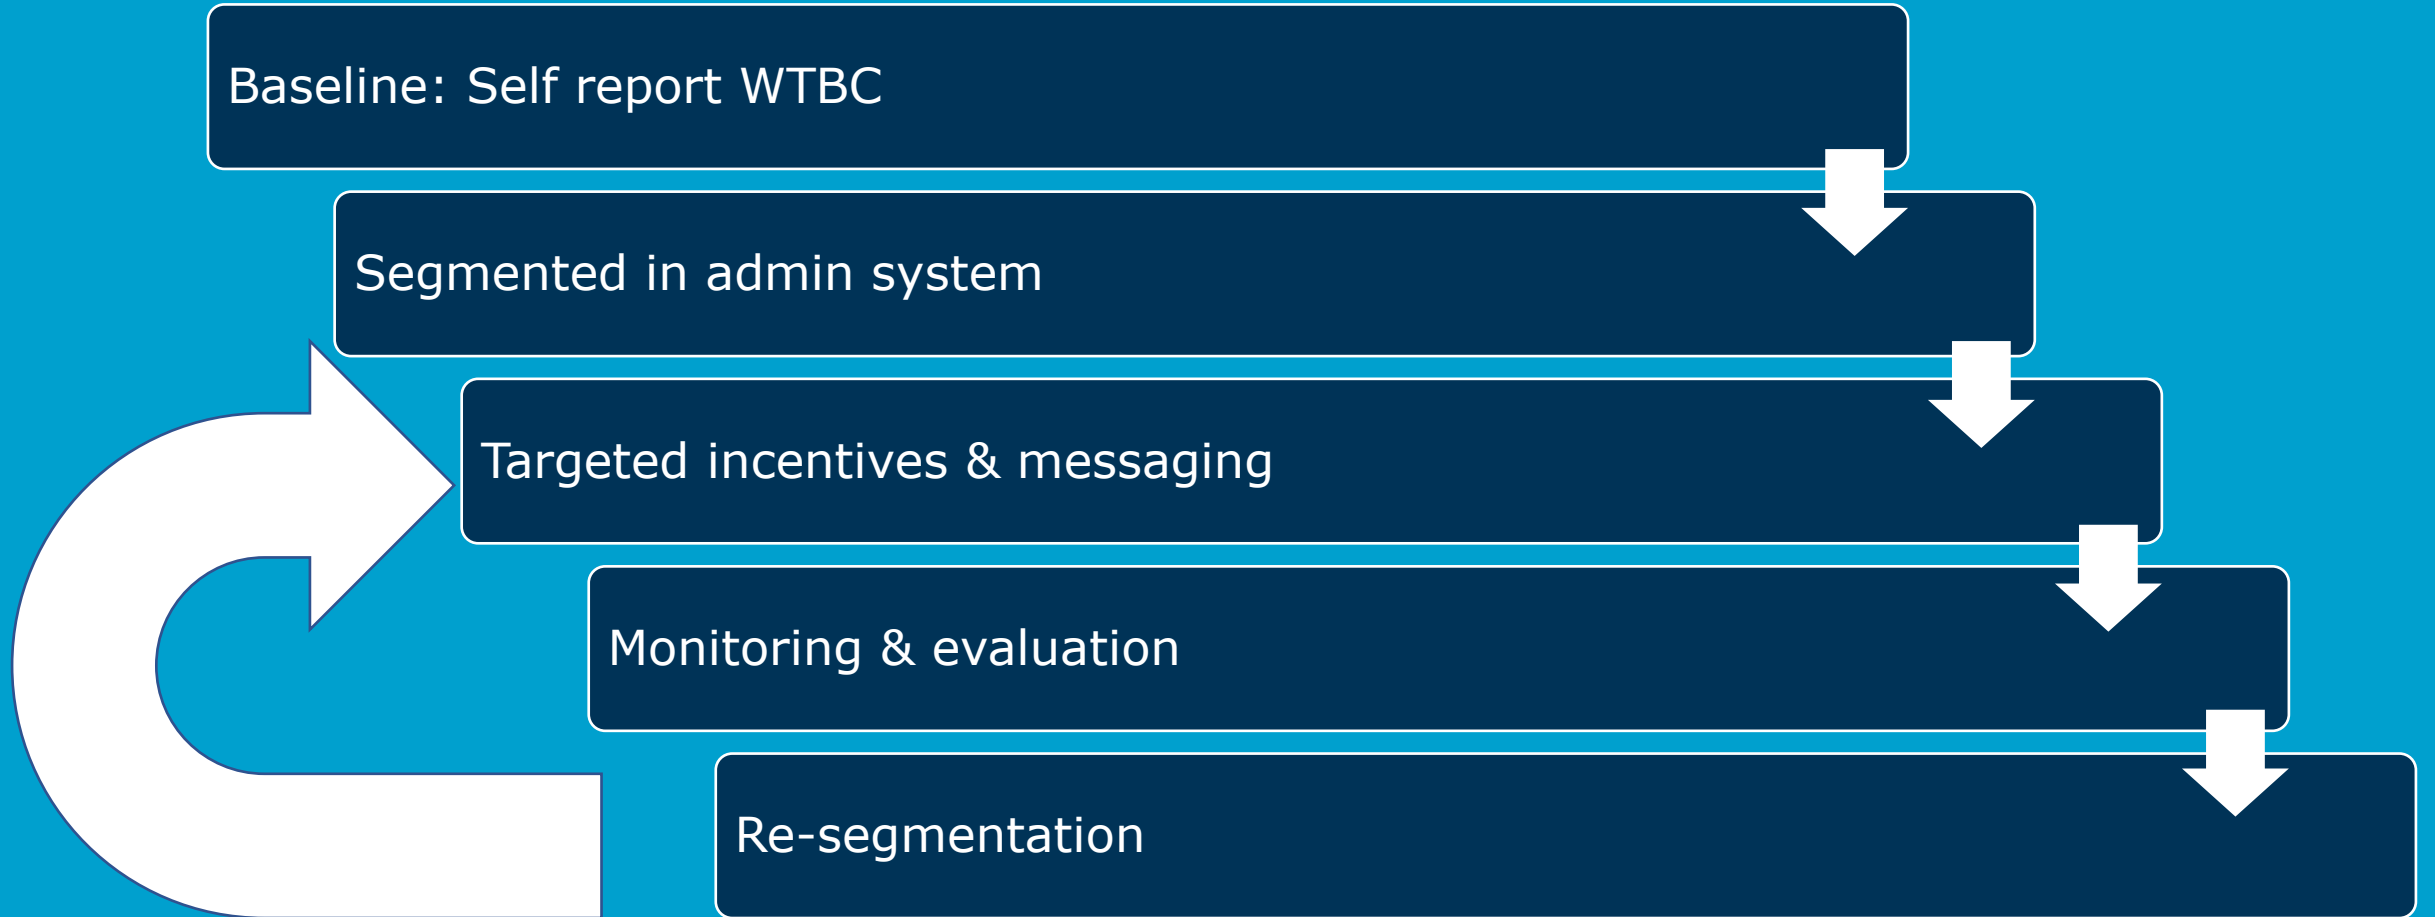 Baseline: Self report WTBC
Segmented in admin system
Targeted incentives & messaging
Monitoring & evaluation
Re-segmentation